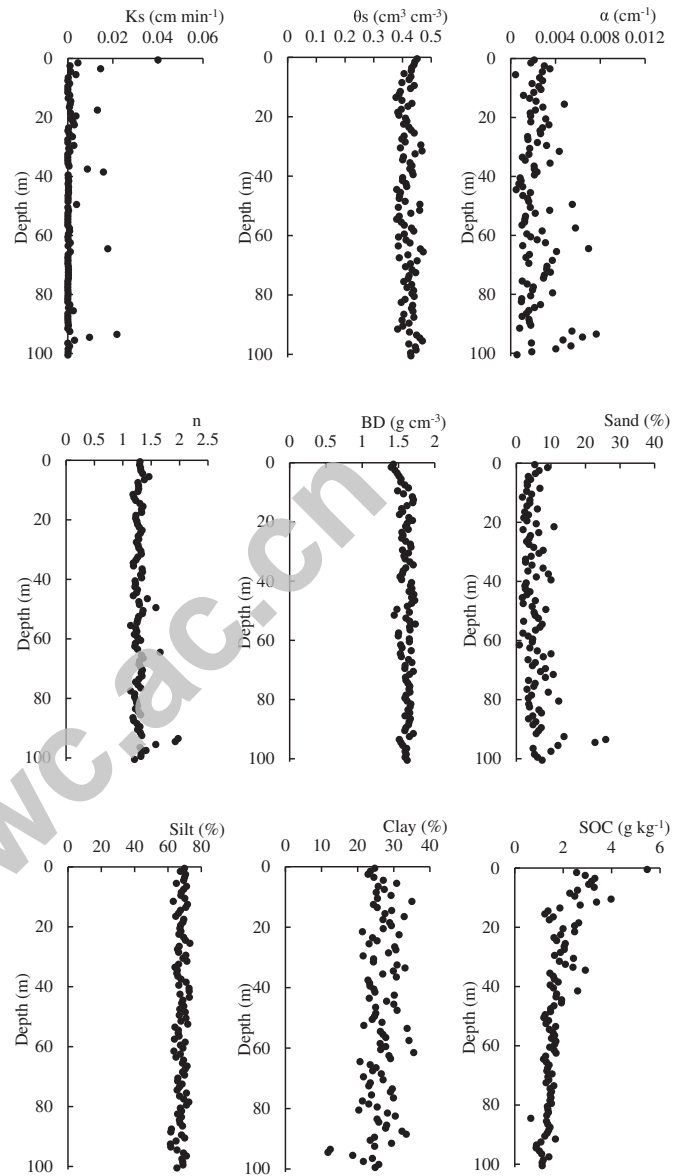 Ks (cm min-1)
0 0.02 0.04 0.06
0
20
40
60
80
100
Depth (m)
θs (cm³ cm-3)
0 0.1 0.2 0.3 0.4 0.5
0
20
40
60
80
100
Depth (m)
α (cm-1)
0 0.004 0.008 0.012
0
20
40
60
80
100
Depth (m)
n
0 0.5 1 1.5 2 2.5
0
20
40
60
80
100
Depth (m)
BD (g cm-3)
0 0.5 1 1.5 2
0
20
40
60
80
100
Depth (m)
Sand (%)
0 10 20 30 40
0
20
40
60
80
100
Depth (m)
Silt (%)
0 20 40 60 80
0
20
40
60
80
100
Depth (m)
Clay (%)
0 10 20 30 40
0
20
40
60
80
100
Depth (m)
SOC (g kg-1)
0 2 4 6
0
20
40
60
80
100
Depth (m)
wc.ac.cn